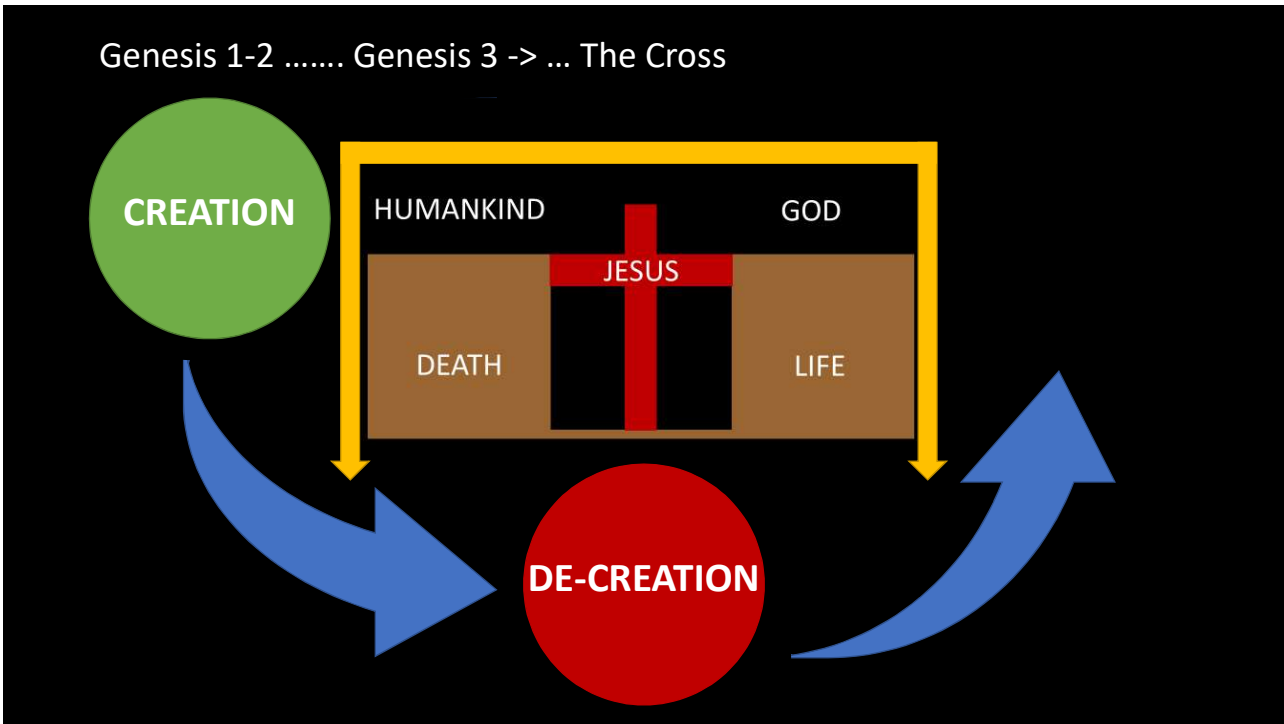 Genesis 1-2 ....... Genesis 3 -> ... The Cross
CREATION
HUMANKIND
GOD
JESUS
DEATH
LIFE
DE-CREATION